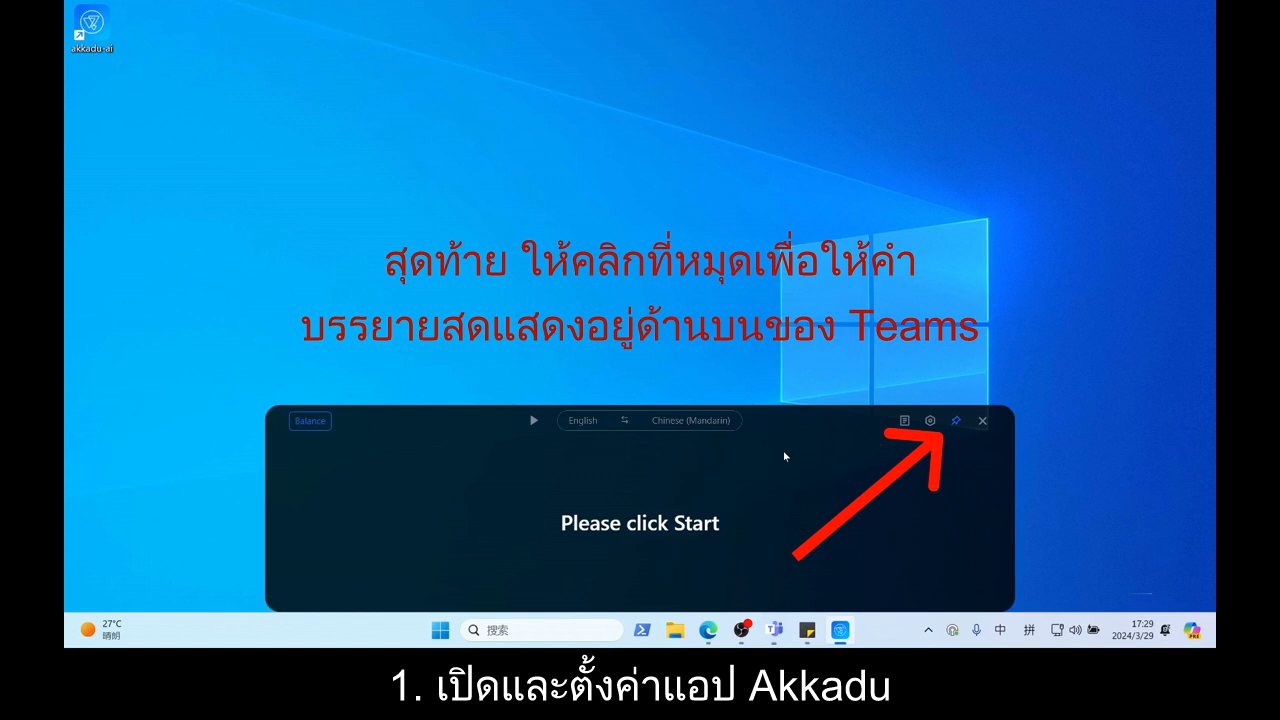 akkadu-ai
สุดท้าย ให้คลิกที่หมุดเพื่อให้คำ
บรรยายสดแสดงอยู่ด้านบนของ Teams
Balance
English
Chinese (Mandarin)
Please click Start
27°C
晴朗
搜索
中
拼
17:29
2024/3/29
PRE
1. เปิดและตั้งค่าแอป Akkadu